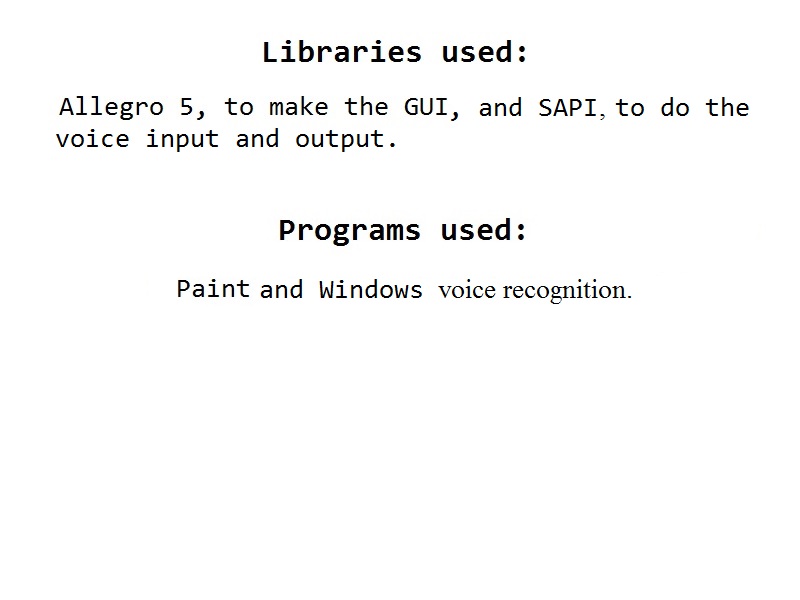 Libraries used:
Allegro 5, to make the GUI, and SAPI, to do the
voice input and output.
Programs used:
Paint and Windows voice recognition.